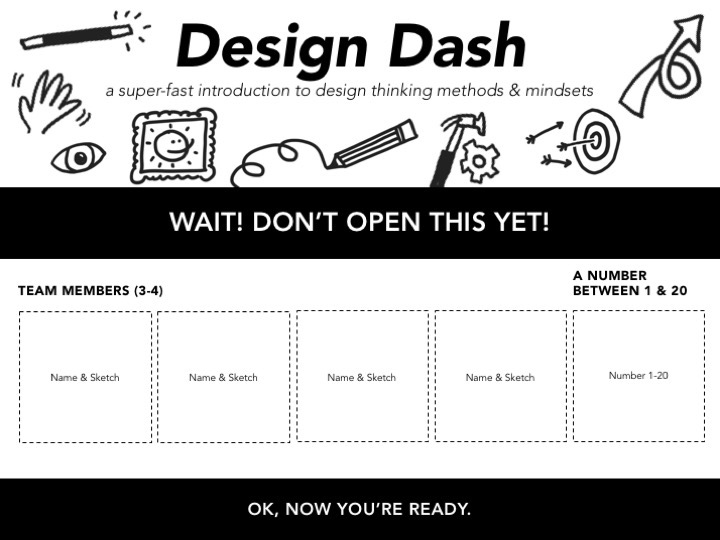 Design Dash
a super-fast introduction to design thinking methods & mindsets
WAIT! DON’T OPEN THIS YET!
TEAM MEMBERS (3-4)
A NUMBER
BETWEEN 1 & 20
Name & Sketch
Name & Sketch
Name & Sketch
Name & Sketch
Number 1-20
OK, NOW YOU’RE READY.